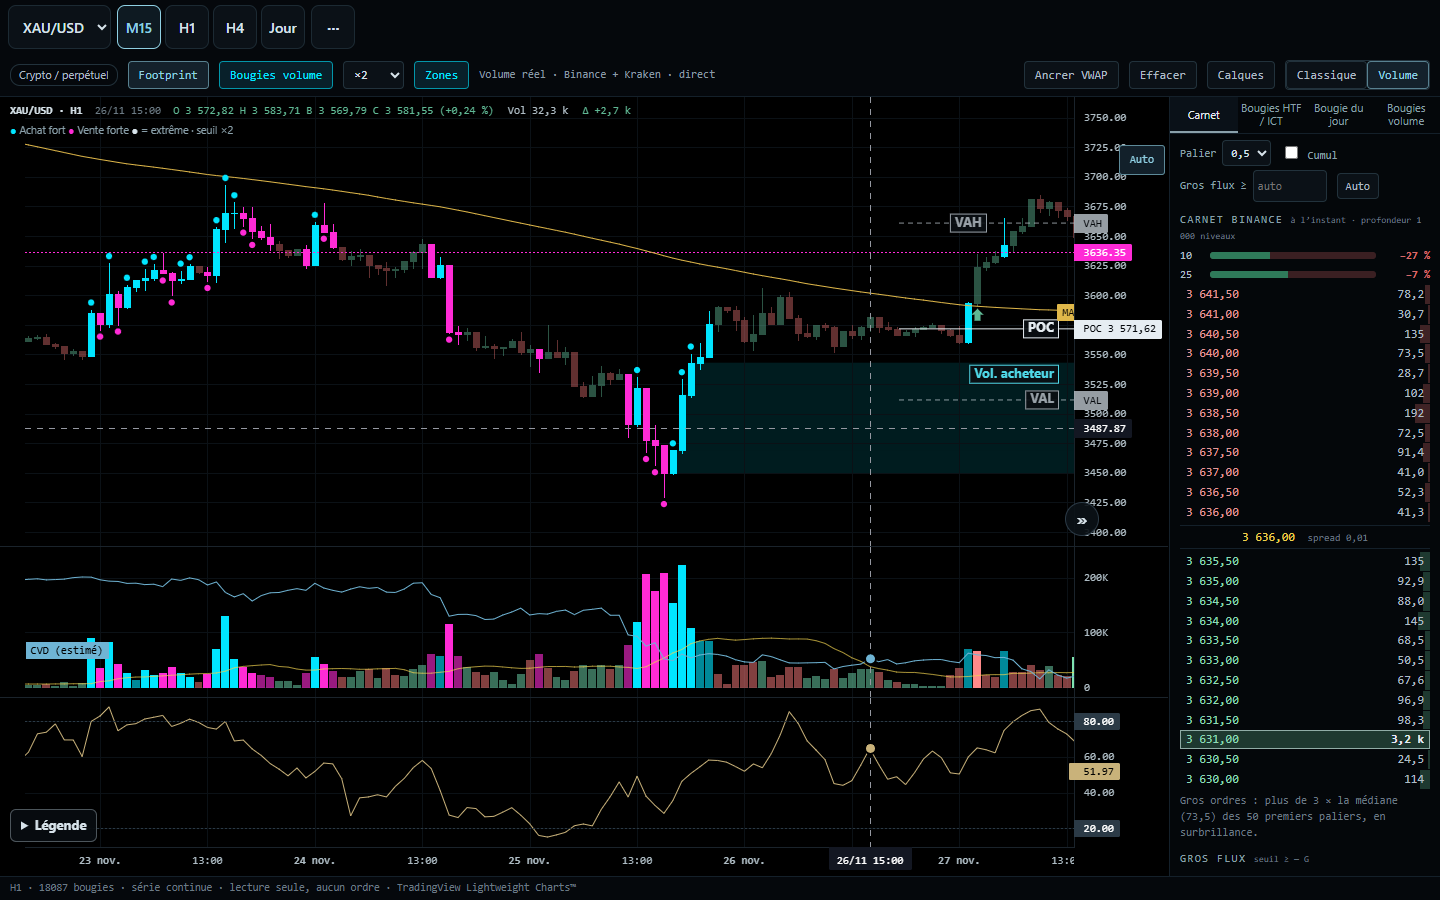 XAU/USD M15 H1 H4 Jour ---
Crypto / perpétuel Footprint Bougies volume ×2 Zones Volume réel · Binance + Kraken · direct Ancrer VWAP Effacer Calques Classique Volume
XAU/USD · H1 26/11 15:00 O 3 572,82 H 3 583,71 B 3 569,79 C 3 581,55 (+0,24 %) Vol 32,3 k Δ +2,7 k
Achat fort Vente forte = extrême · seuil ×2
3750.00
3725.00
Auto
3700.00
3675.00
VAH VAH
3650.00
3636.35
3625.00
3600.00
MA
POC POC 3 571,62
3550.00
Vol. acheteur
3525.00
VAL VAL
3500.00
3487.87
3475.00
3450.00
3425.00
»
3400.00
200K
100K
CVD (estimé)
0
80.00
60.00
51.97
40.00
20.00
Légende
23 nov. 13:00 24 nov. 13:00 25 nov. 13:00 26 nov. 26/11 15:00 27 nov. 13:0
Carnet Bougies HTF / ICT Bougie du jour Bougies volume
Palier 0,5 Cumul
Gros flux ≥ auto Auto
CARNET BINANCE à l’instant · profondeur 1
000 niveaux
10 −27 %
25 −7 %
3 641,50 78,2
3 641,00 30,7
3 640,50 135
3 640,00 73,5
3 639,50 28,7
3 639,00 102
3 638,50 192
3 638,00 72,5
3 637,50 91,4
3 637,00 41,0
3 636,50 52,3
3 636,00 41,3
3 636,00 spread 0,01
3 635,50 135
3 635,00 92,9
3 634,50 88,0
3 634,00 145
3 633,50 68,5
3 633,00 50,5
3 632,50 67,6
3 632,00 96,9
3 631,50 98,3
3 631,00 3,2 k
3 630,50 24,5
3 630,00 114
Gros ordres : plus de 3 × la médiane
(73,5) des 50 premiers paliers, en
surbrillance.
GROS FLUX seuil ≥ — G
H1 · 18087 bougies · série continue · lecture seule, aucun ordre · TradingView Lightweight Charts™